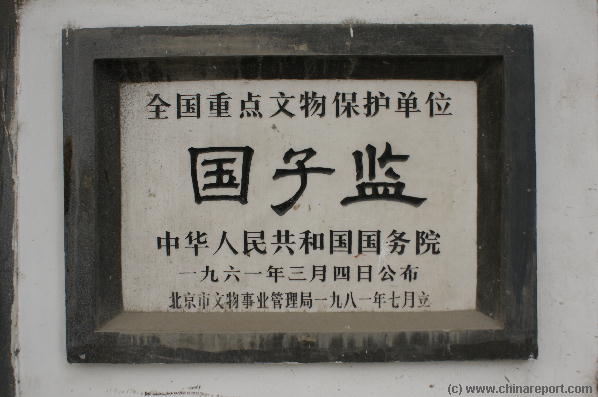 全国重点文物保护单位
国子监
中华人民共和国国务院
一九六一年三月四日公布
北京市文物事业管理局一九八一年七月立
(c) www.chinareport.com